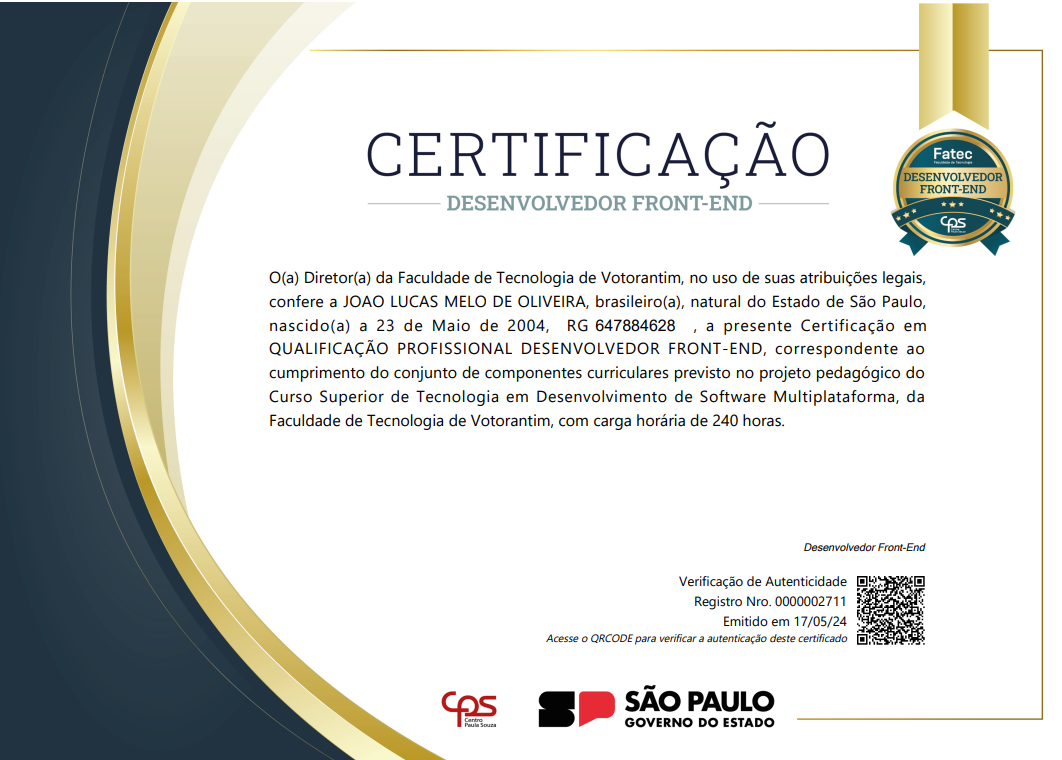 CERTIFICAÇÃO
DESENVOLVEDOR FRONT-END
Fatec
Faculdade de Tecnologia
DESENVOLVEDOR
FRONT-END
CPS
O(a) Diretor(a) da Faculdade de Tecnologia de Votorantim, no uso de suas atribuições legais,
confere a JOAO LUCAS MELO DE OLIVEIRA, brasileiro(a), natural do Estado de São Paulo,
nascido(a) a 23 de Maio de 2004, RG 647884628 , a presente Certificação em
QUALIFICAÇÃO PROFISSIONAL DESENVOLVEDOR FRONT-END, correspondente ao
cumprimento do conjunto de componentes curriculares previsto no projeto pedagógico do
Curso Superior de Tecnologia em Desenvolvimento de Software Multiplataforma, da
Faculdade de Tecnologia de Votorantim, com carga horária de 240 horas.
Desenvolvedor Front-End
Verificação de Autenticidade
Registro Nro. 0000002711
Emitido em 17/05/24
Acesse o QRCODE para verificar a autenticação deste certificado
CPS
Centro
Paula Souza
SP
SÃO PAULO
GOVERNO DO ESTADO